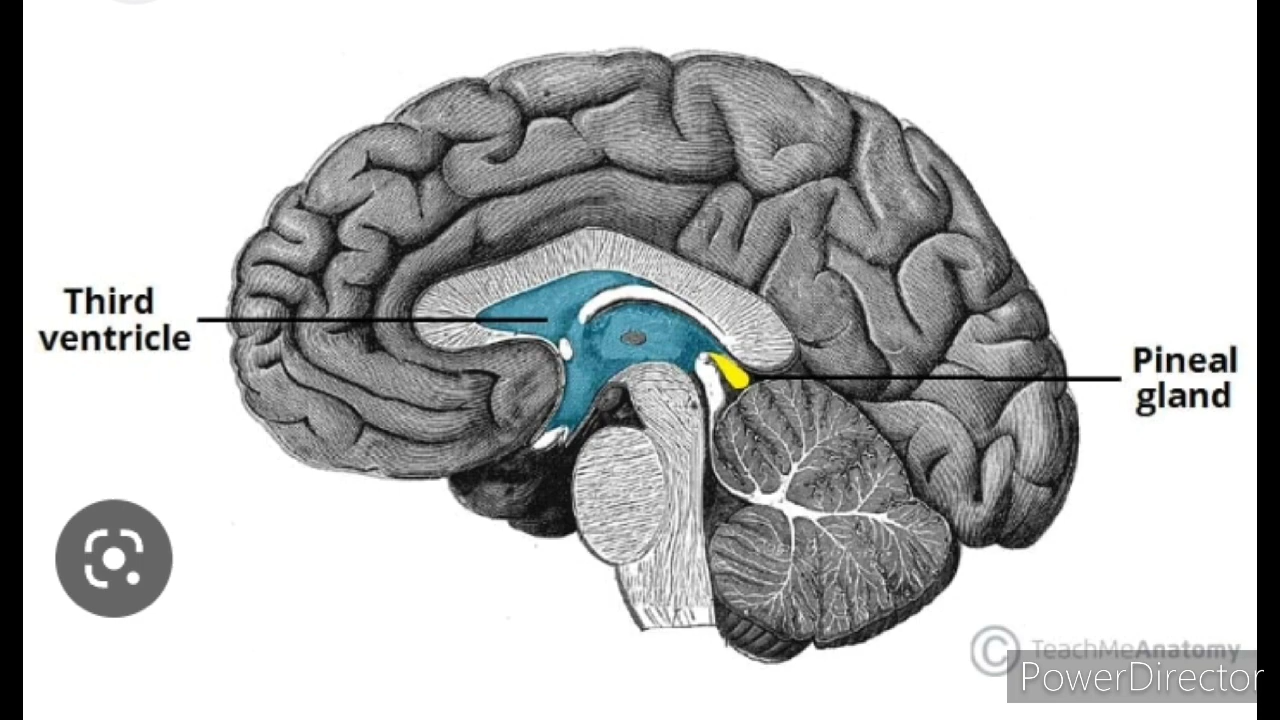 Third
ventricle
Pineal
gland
© TeachMeAnatomy
PowerDirector